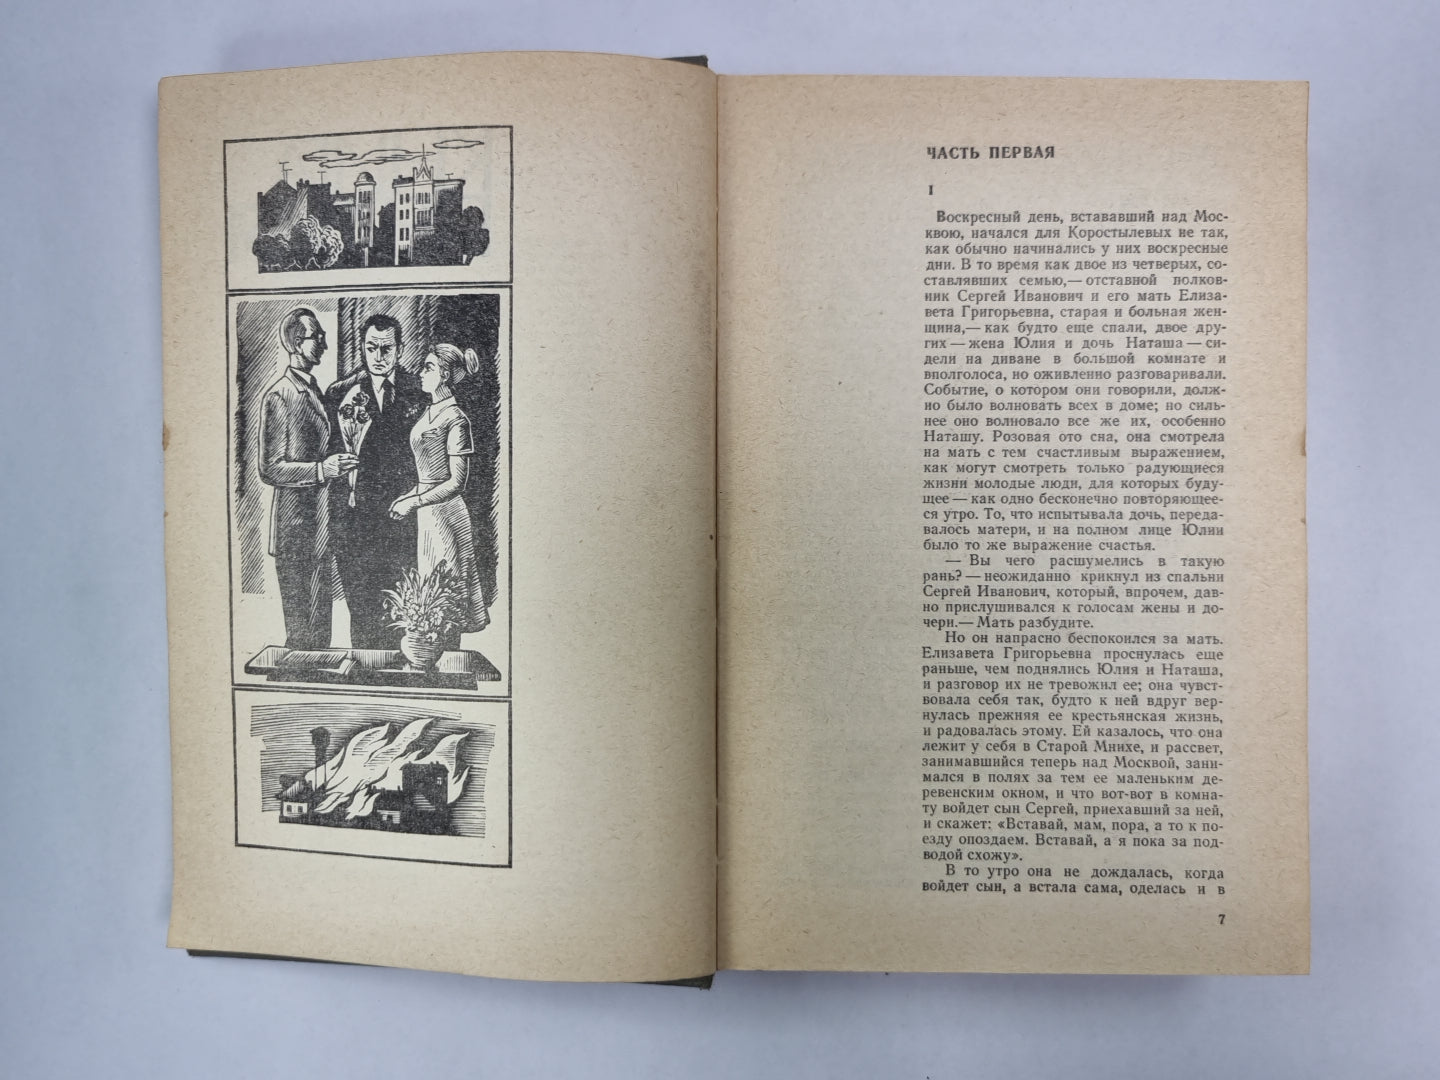 ЧАСТЬ ПЕРВАЯ
I
Воскресный день, встававший над Мос-
квою, начался для Коростылевых не так,
как обычно начинались у них воскресные
дни. В то время как двое из четверых, со-
ставлявших семью,— отставной полков-
ник Сергей Иванович и его мать Елиза-
вета Григорьевна, старая и больная жен-
щина,— как будто еще спали, двое дру-
гих — жена Юлия и дочь Наташа — си-
дели на диване в большой комнате и
вполголоса, но оживленно разговаривали.
Событие, о котором они говорили, долж-
но было волновать всех в доме; но силь-
нее оно волновало все же их, особенно
Наташу. Розовая ото сна, она смотрела
на мать с тем счастливым выражением,
как могут смотреть только радующиеся
жизни молодые люди, для которых буду-
щее — как одно бесконечно повторяющее-
ся утро. То, что испытывала дочь, переда-
валось матери, и на полном лице Юлии
было то же выражение счастья.
— Вы чего расшумелись в такую
рань? — неожиданно крикнул из спальни
Сергей Иванович, который, впрочем, дав-
но прислушивался к голосам жены и до-
чери.— Мать разбудите.
Но он напрасно беспокоился за мать.
Елизавета Григорьевна проснулась еще
раньше, чем поднялись Юлия и Наташа,
и разговор их не тревожил ее; она чувст-
вовала себя так, будто к ней вдруг вер-
нулась прежняя ее крестьянская жизнь,
и радовалась этому. Ей казалось, что она
лежит у себя в Старой Мнихе, и рассвет,
занимавшийся теперь над Москвой, зани-
мался в полях за тем ее маленьким де-
ревенским окном, и что вот-вот в комна-
ту войдет сын Сергей, приехавший за ней,
и скажет: «Вставай, мам, пора, а то к по-
езду опоздаем. Вставай, а я пока за под-
водой схожу».
В то утро она не дождалась, когда
войдет сын, а встала сама, оделась и в
7